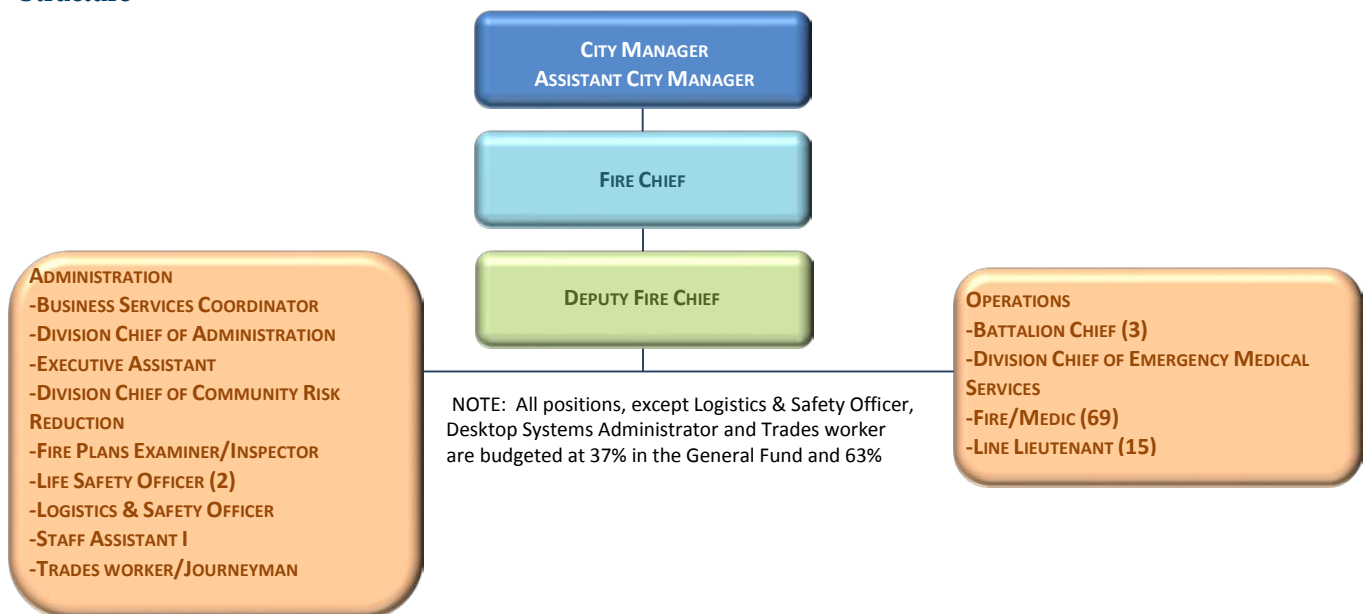 CITY MANAGER
ASSISTANT CITY MANAGER
FIRE CHIEF
DEPUTY FIRE CHIEF
ADMINISTRATION
-BUSINESS SERVICES COORDINATOR
-DIVISION CHIEF OF ADMINISTRATION
-EXECUTIVE ASSISTANT
-DIVISION CHIEF OF COMMUNITY RISK
REDUCTION
-FIRE PLANS EXAMINER/INSPECTOR
-LIFE SAFETY OFFICER (2)
-LOGISTICS & SAFETY OFFICER
-STAFF ASSISTANT I
-TRADES WORKER/JOURNEYMAN
NOTE: All positions, except Logistics & Safety Officer,
Desktop Systems Administrator and Trades worker
are budgeted at 37% in the General Fund and 63%
OPERATIONS
-BATTALION CHIEF (3)
-DIVISION CHIEF OF EMERGENCY MEDICAL
SERVICES
-FIRE/MEDIC (69)
-LINE LIEUTENANT (15)